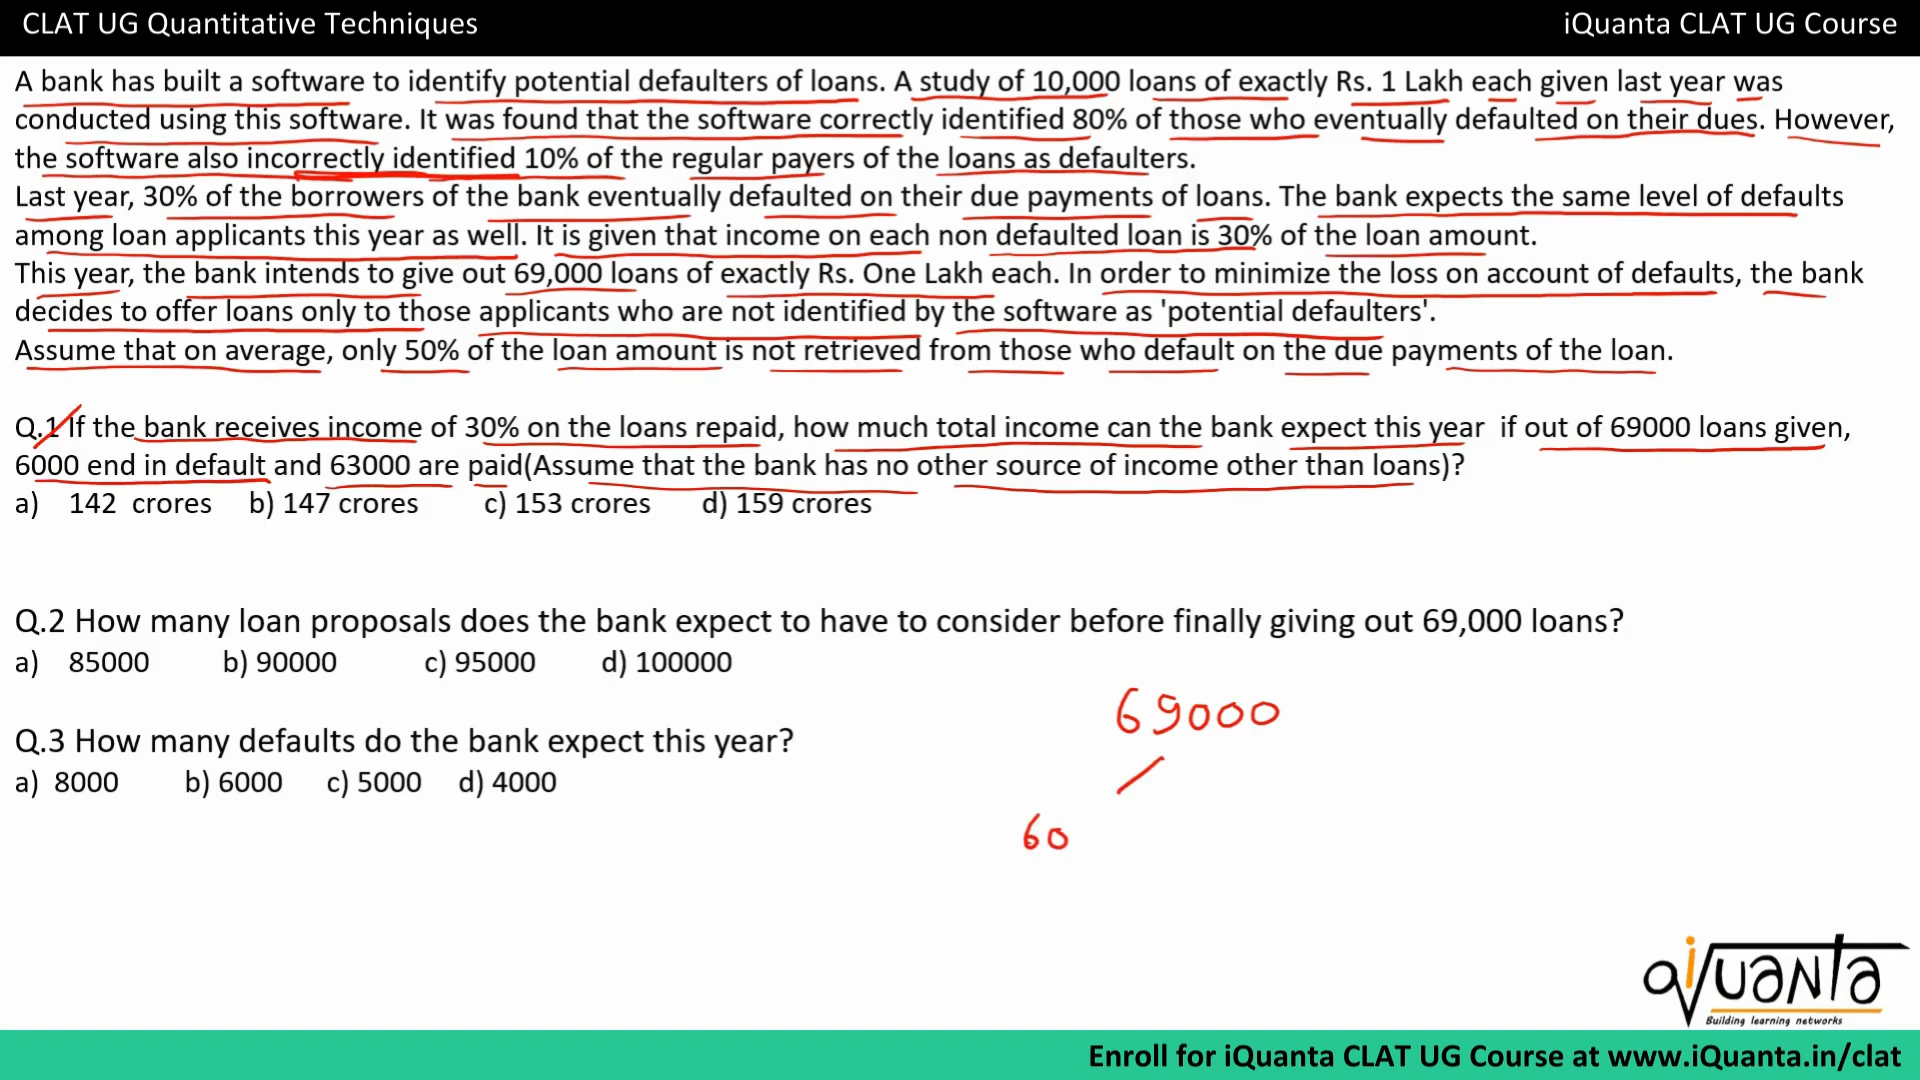 CLAT UG Quantitative Techniques
iQuanta CLAT UG Course
A bank has built a software to identify potential defaulters of loans. A study of 10,000 loans of exactly Rs. 1 Lakh each given last year was
conducted using this software. It was found that the software correctly identified 80% of those who eventually defaulted on their dues. However,
the software also incorrectly identified 10% of the regular payers of the loans as defaulters.
Last year, 30% of the borrowers of the bank eventually defaulted on their due payments of loans. The bank expects the same level of defaults
among loan applicants this year as well. It is given that income on each non defaulted loan is 30% of the loan amount.
This year, the bank intends to give out 69,000 loans of exactly Rs. One Lakh each. In order to minimize the loss on account of defaults, the bank
decides to offer loans only to those applicants who are not identified by the software as 'potential defaulters'.
Assume that on average, only 50% of the loan amount is not retrieved from those who default on the due payments of the loan.
Q.1 If the bank receives income of 30% on the loans repaid, how much total income can the bank expect this year if out of 69000 loans given,
6000 end in default and 63000 are paid(Assume that the bank has no other source of income other than loans)?
a) 142 crores b) 147 crores c) 153 crores d) 159 crores
Q.2 How many loan proposals does the bank expect to have to consider before finally giving out 69,000 loans?
a) 85000 b) 90000 c) 95000 d) 100000
69000
Q.3 How many defaults do the bank expect this year?
a) 8000 b) 6000 c) 5000 d) 4000
60
iQuanta
Building learning networks
Enroll for iQuanta CLAT UG Course at www.iQuanta.in/clat